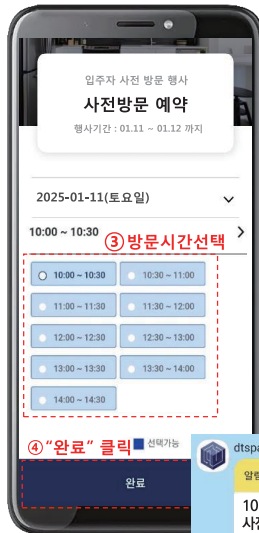 입주자 사전 방문 행사
사전방문 예약
행사기간 : 01.11 ~ 01.12 까지
2025-01-11(토요일)
10:00 ~ 10:30
③ 방문시간선택
10:00 ~ 10:30
10:30 ~ 11:00
11:00 ~ 11:30
11:30 ~ 12:00
12:00 ~ 12:30
12:30 ~ 13:00
13:00 ~ 13:30
13:30 ~ 14:00
14:00 ~ 14:30
④ "완료" 클릭
선택가능
완료
dtspa
알림
10
사전